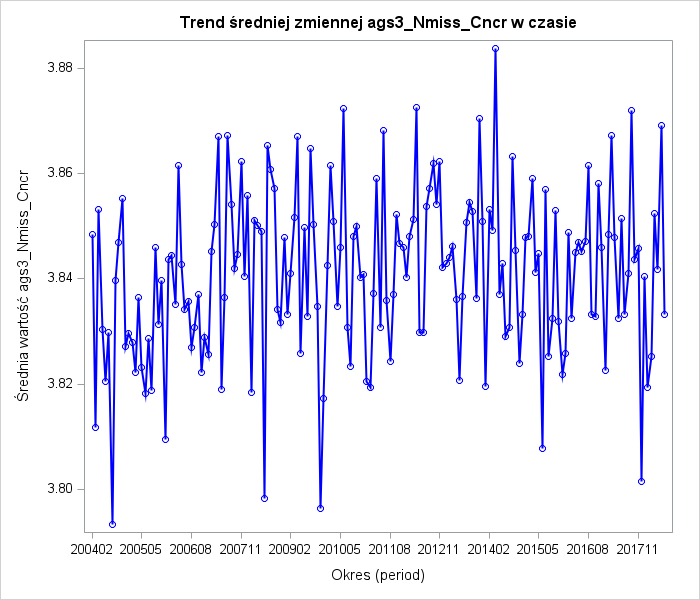 Trend średniej zmiennej ags3_Nmiss_Cncr w czasie
3.88
3.86
3.84
3.82
3.80
Średnia wartość ags3_Nmiss_Cncr
200402 200505 200608 200711 200902 201005 201108 201211 201402 201505 201608 201711
Okres (period)